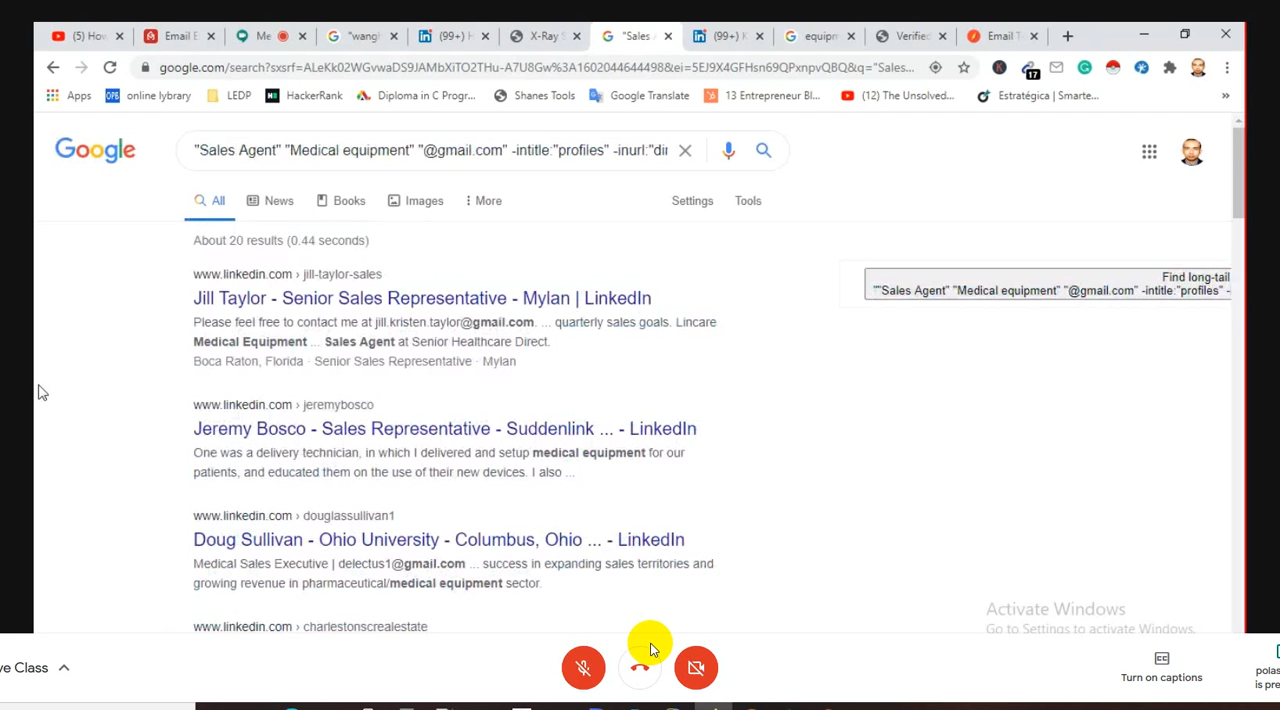 (5) How
Email E
Me
"wangl
(99+) H
X-Ray S
"Sales A
(99+) K
equipm
Verified
Email T
google.com/search?sxsrf=ALeKk02WGvwaDS9JAMbXiTO2THu-A7U8Gw%3A1602044644498&ei=5EJ9X4GFHsn69QPxnpvQBQ&q="Sales...
17
Apps
online lybrary
LEDP
HackerRank
Diploma in C Progr...
Shanes Tools
Google Translate
13 Entrepreneur Bl...
(12) The Unsolved...
Estratégica | Smarte...
»
Google
"Sales Agent" "Medical equipment" "@gmail.com" -intitle:"profiles" -inurl:"dir
All
News
Books
Images
More
Settings
Tools
About 20 results (0.44 seconds)
www.linkedin.com › jill-taylor-sales
Jill Taylor - Senior Sales Representative - Mylan | LinkedIn
Please feel free to contact me at jill.kristen.taylor@gmail.com. ... quarterly sales goals. Lincare
Medical Equipment ... Sales Agent at Senior Healthcare Direct.
Boca Raton, Florida · Senior Sales Representative · Mylan
Find long-tail
""Sales Agent" "Medical equipment" "@gmail.com" -intitle:"profiles" -
www.linkedin.com › jeremybosco
Jeremy Bosco - Sales Representative - Suddenlink ... - LinkedIn
One was a delivery technician, in which I delivered and setup medical equipment for our
patients, and educated them on the use of their new devices. I also ...
www.linkedin.com › douglassullivan1
Doug Sullivan - Ohio University - Columbus, Ohio ... - LinkedIn
Medical Sales Executive | delectus1@gmail.com ... success in expanding sales territories and
growing revenue in pharmaceutical/medical equipment sector.
www.linkedin.com › charlestonscrealestate
Activate Windows
Go to Settings to activate Windows.
ve Class
CC
Turn on captions
polas
is pre